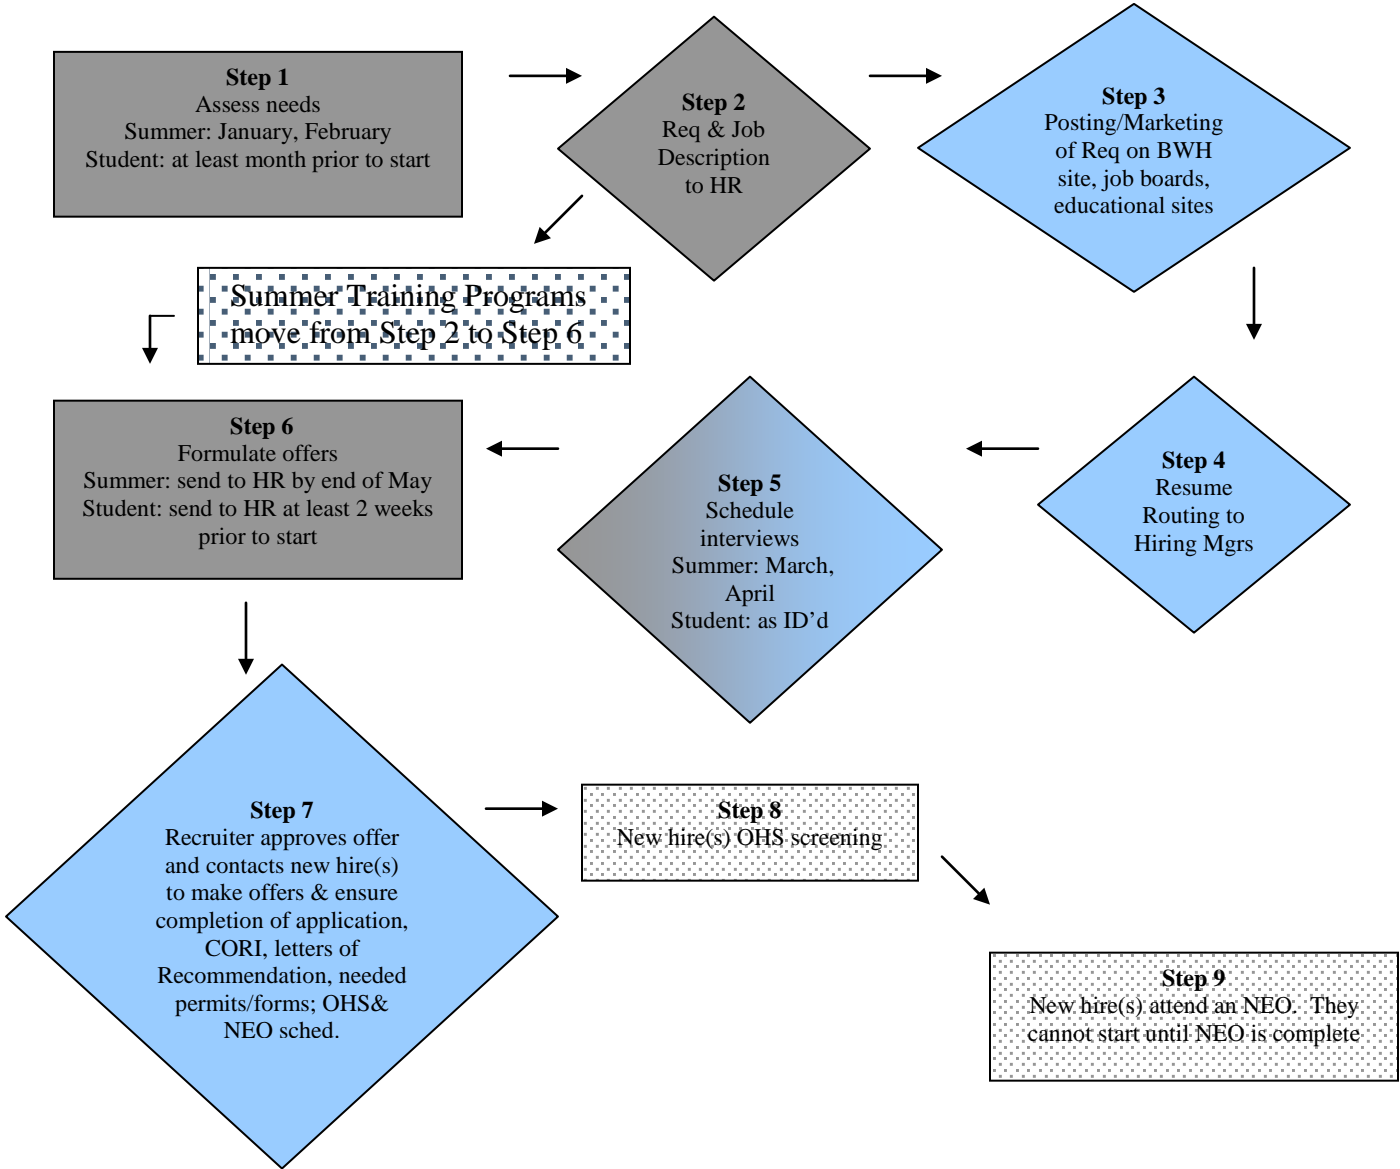 Step 1
Assess needs
Summer: January, February
Student: at least month prior to start
Step 2
Req & Job
Description
to HR
Step 3
Posting/Marketing
of Req on BWH
site, job boards,
educational sites
Summer Training Programs
move from Step 2 to Step 6
Step 4
Resume
Routing to
Hiring Mgrs
Step 5
Schedule
interviews
Summer: March,
April
Student: as ID’d
Step 6
Formulate offers
Summer: send to HR by end of May
Student: send to HR at least 2 weeks
prior to start
Step 7
Recruiter approves offer
and contacts new hire(s)
to make offers & ensure
completion of application,
CORI, letters of
Recommendation, needed
permits/forms; OHS&
NEO sched.
Step 8
New hire(s) OHS screening
Step 9
New hire(s) attend an NEO.  They
cannot start until NEO is complete